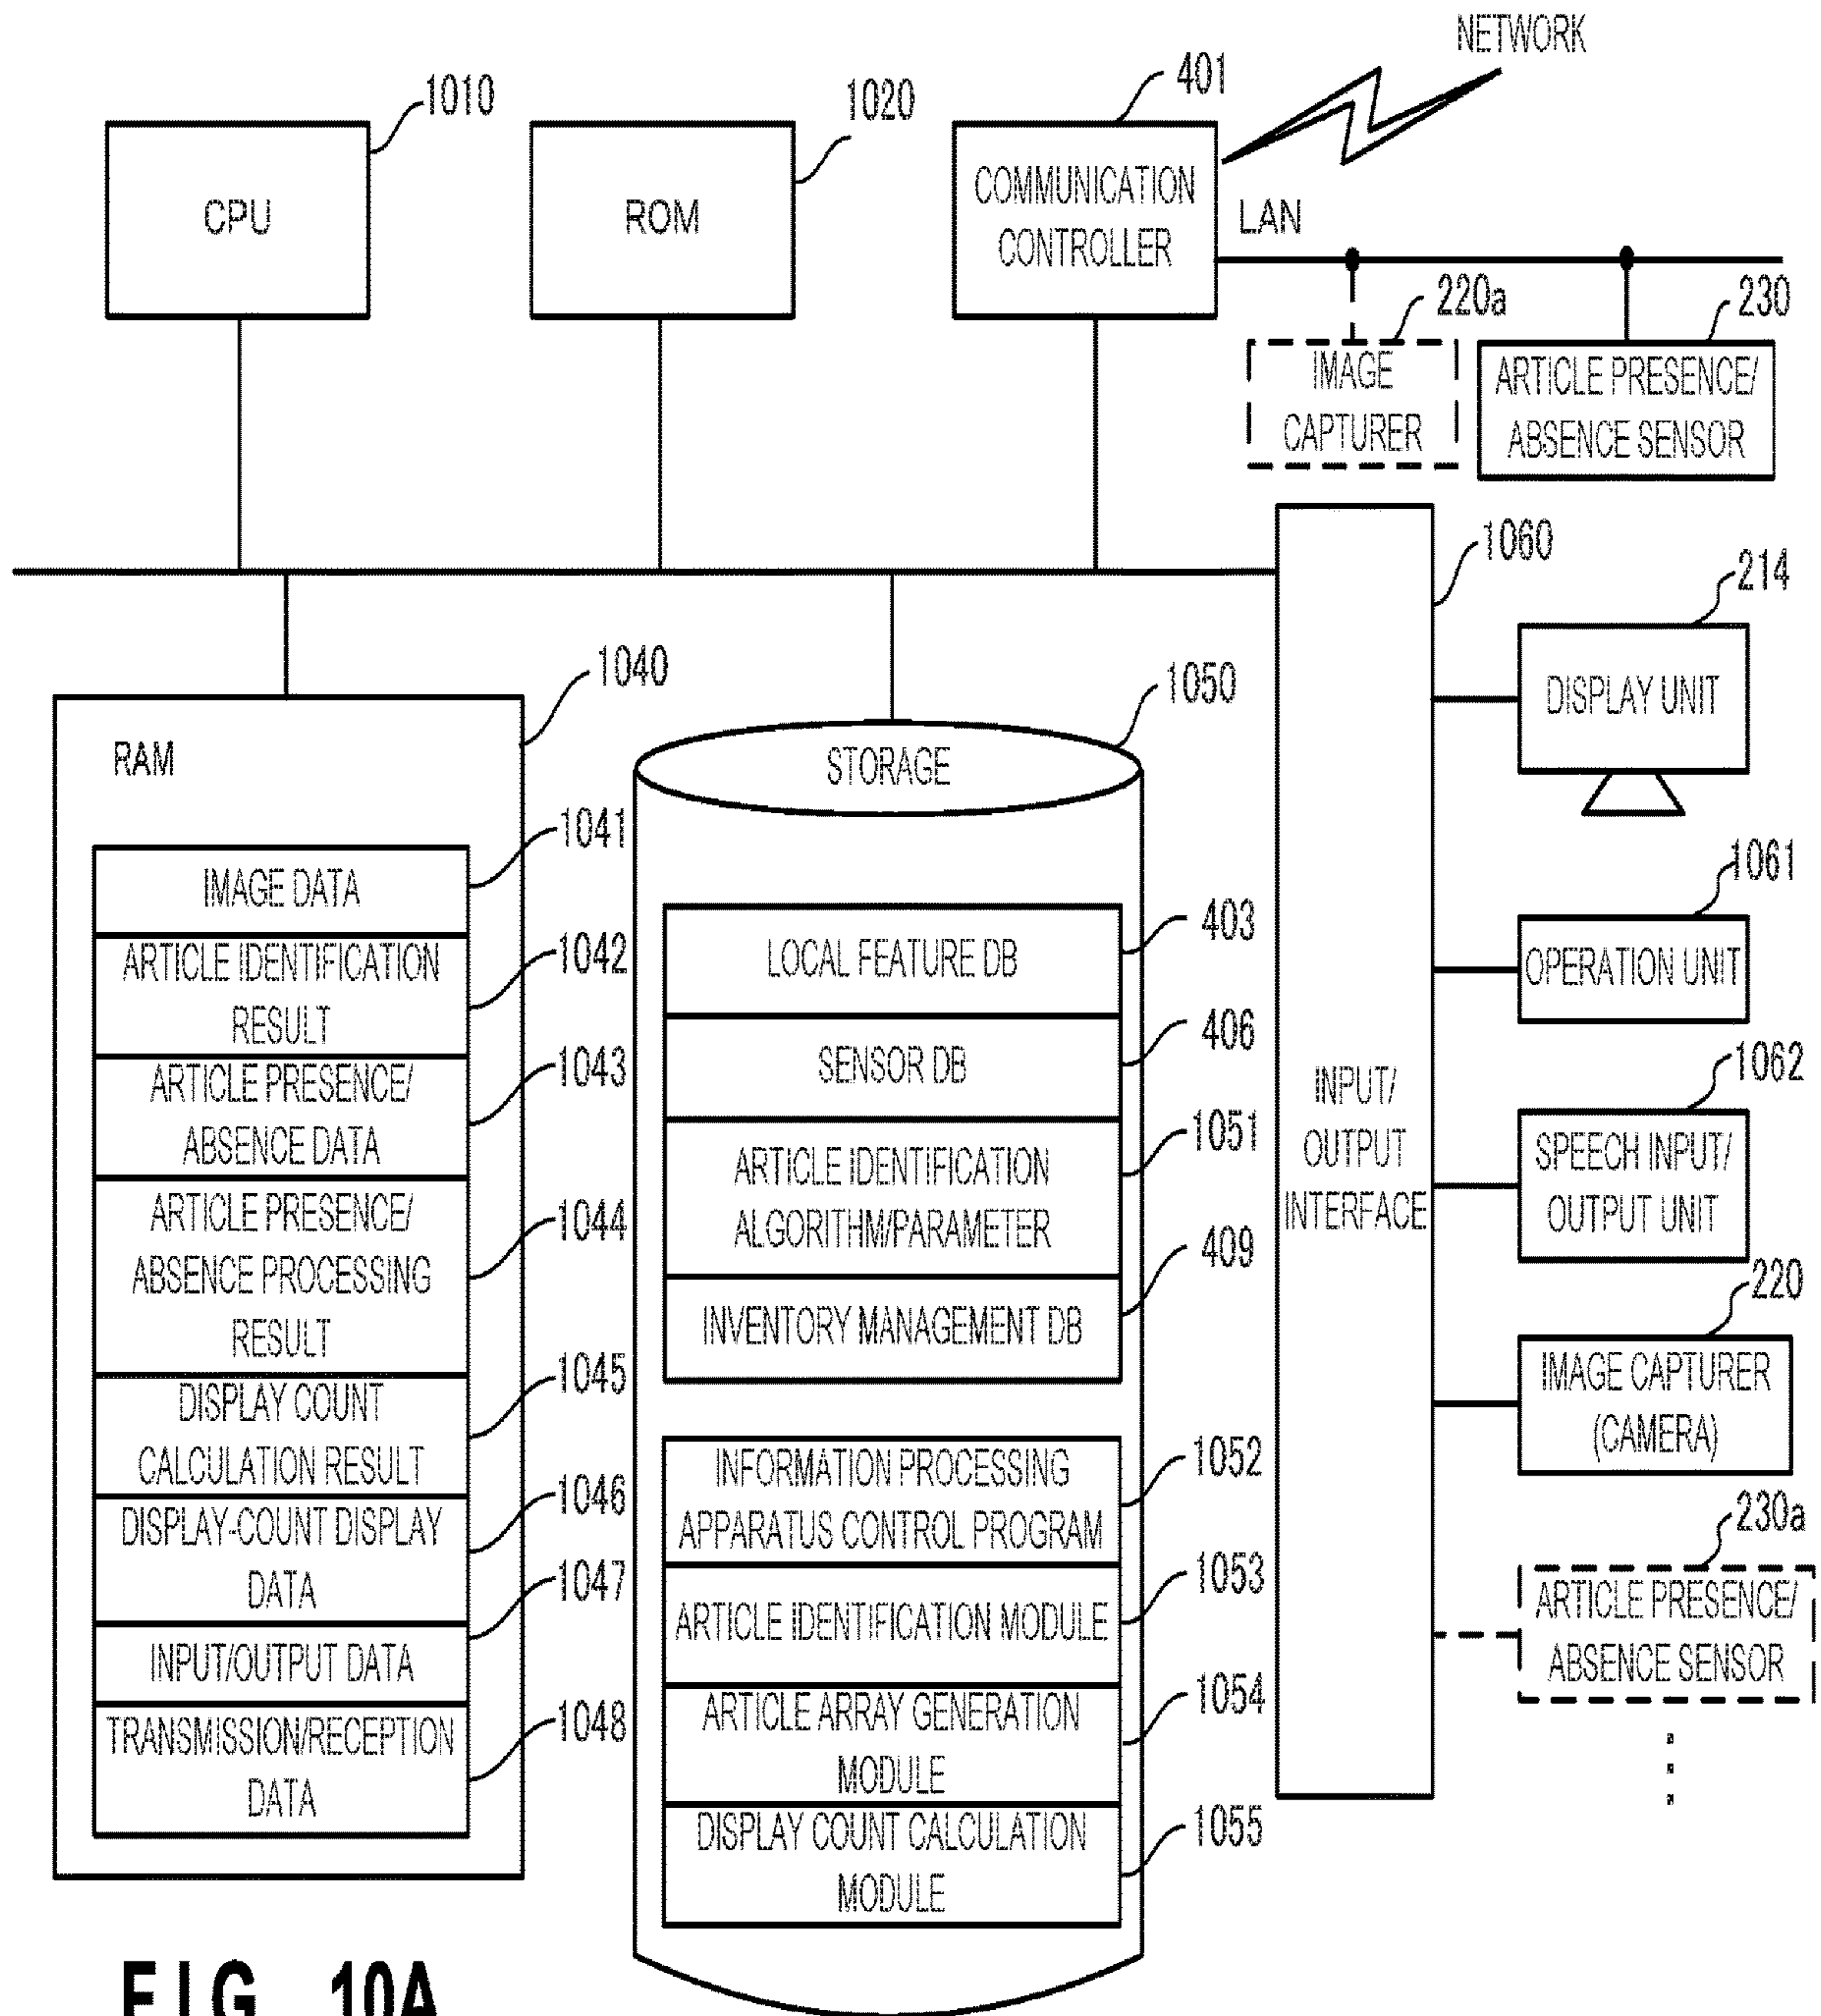 NETWORK
1010
1020
401
CPU
ROM
COMMUNICATION
CONTROLLER
LAN
220a
230
IMAGE
CAPTURER
ARTICLE PRESENCE/
ABSENCE SENSOR
1060
214
DISPLAY UNIT
1040
RAM
1050
STORAGE
1041
IMAGE DATA
1042
ARTICLE IDENTIFICATION
RESULT
1043
ARTICLE PRESENCE/
ABSENCE DATA
1044
ARTICLE PRESENCE/
ABSENCE PROCESSING
RESULT
1045
DISPLAY COUNT
CALCULATION RESULT
1046
DISPLAY-COUNT DISPLAY
DATA
1047
INPUT/OUTPUT DATA
1048
TRANSMISSION/RECEPTION
DATA
403
LOCAL FEATURE DB
406
SENSOR DB
1051
ARTICLE IDENTIFICATION
ALGORITHM/PARAMETER
409
INVENTORY MANAGEMENT DB
1052
INFORMATION PROCESSING
APPARATUS CONTROL PROGRAM
1053
ARTICLE IDENTIFICATION MODULE
1054
ARTICLE ARRAY GENERATION
MODULE
1055
DISPLAY COUNT CALCULATION
MODULE
INPUT/
OUTPUT
INTERFACE
1061
OPERATION UNIT
1062
SPEECH INPUT/
OUTPUT UNIT
220
IMAGE CAPTURER
(CAMERA)
230a
ARTICLE PRESENCE/
ABSENCE SENSOR
FIG. 10A